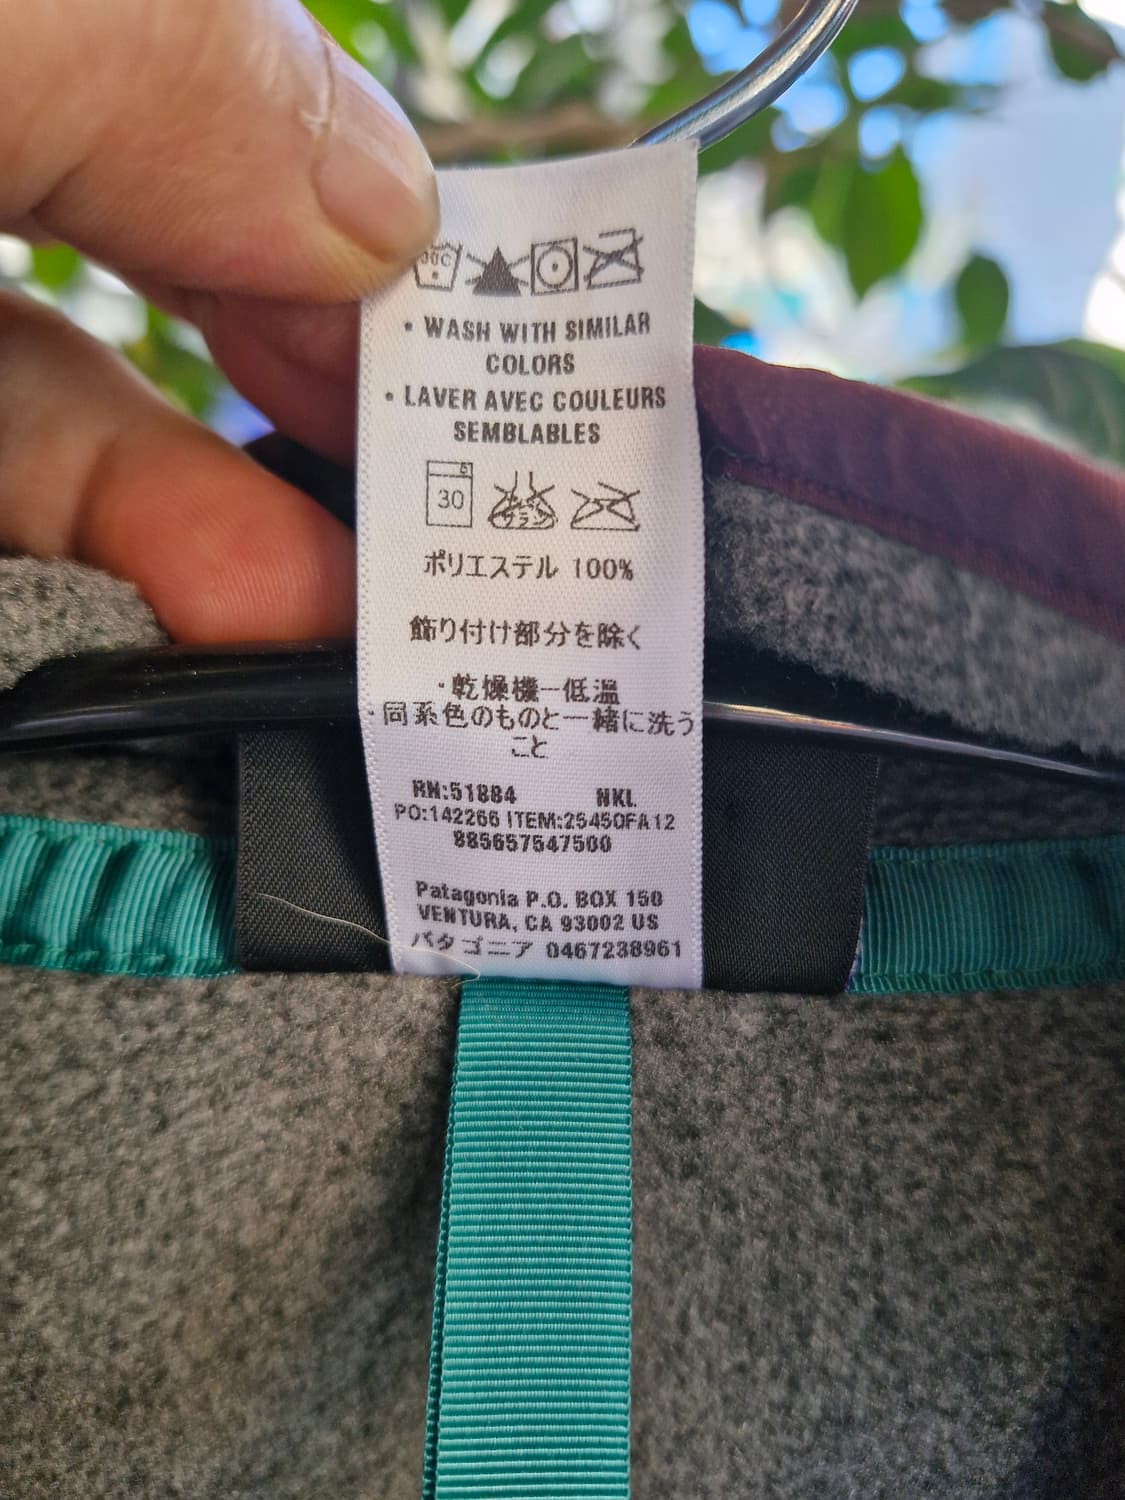 30C
• WASH WITH SIMILAR
COLORS
• LAVER AVEC COULEURS
SEMBLABLES
30
ポリエステル 100%
飾り付け部分を除く
・乾燥機一低温
・同系色のものと一緒に洗う
こと
RN:51884 NKL
PO:142266 ITEM:25450FA12
885657547500
Patagonia P.O. BOX 150
VENTURA, CA 93002 US
パタゴニア 0467238961